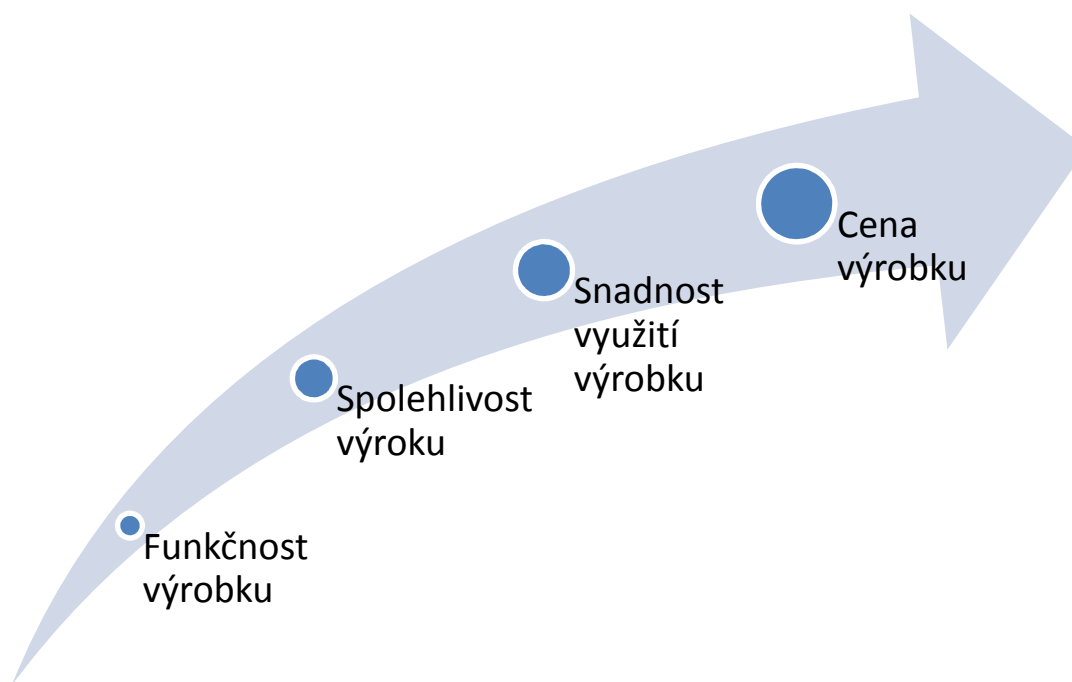 Cena
výrobku
Snadnost
využití
výrobku
Spolehlivost
výroku
Funkčnost
výrobku